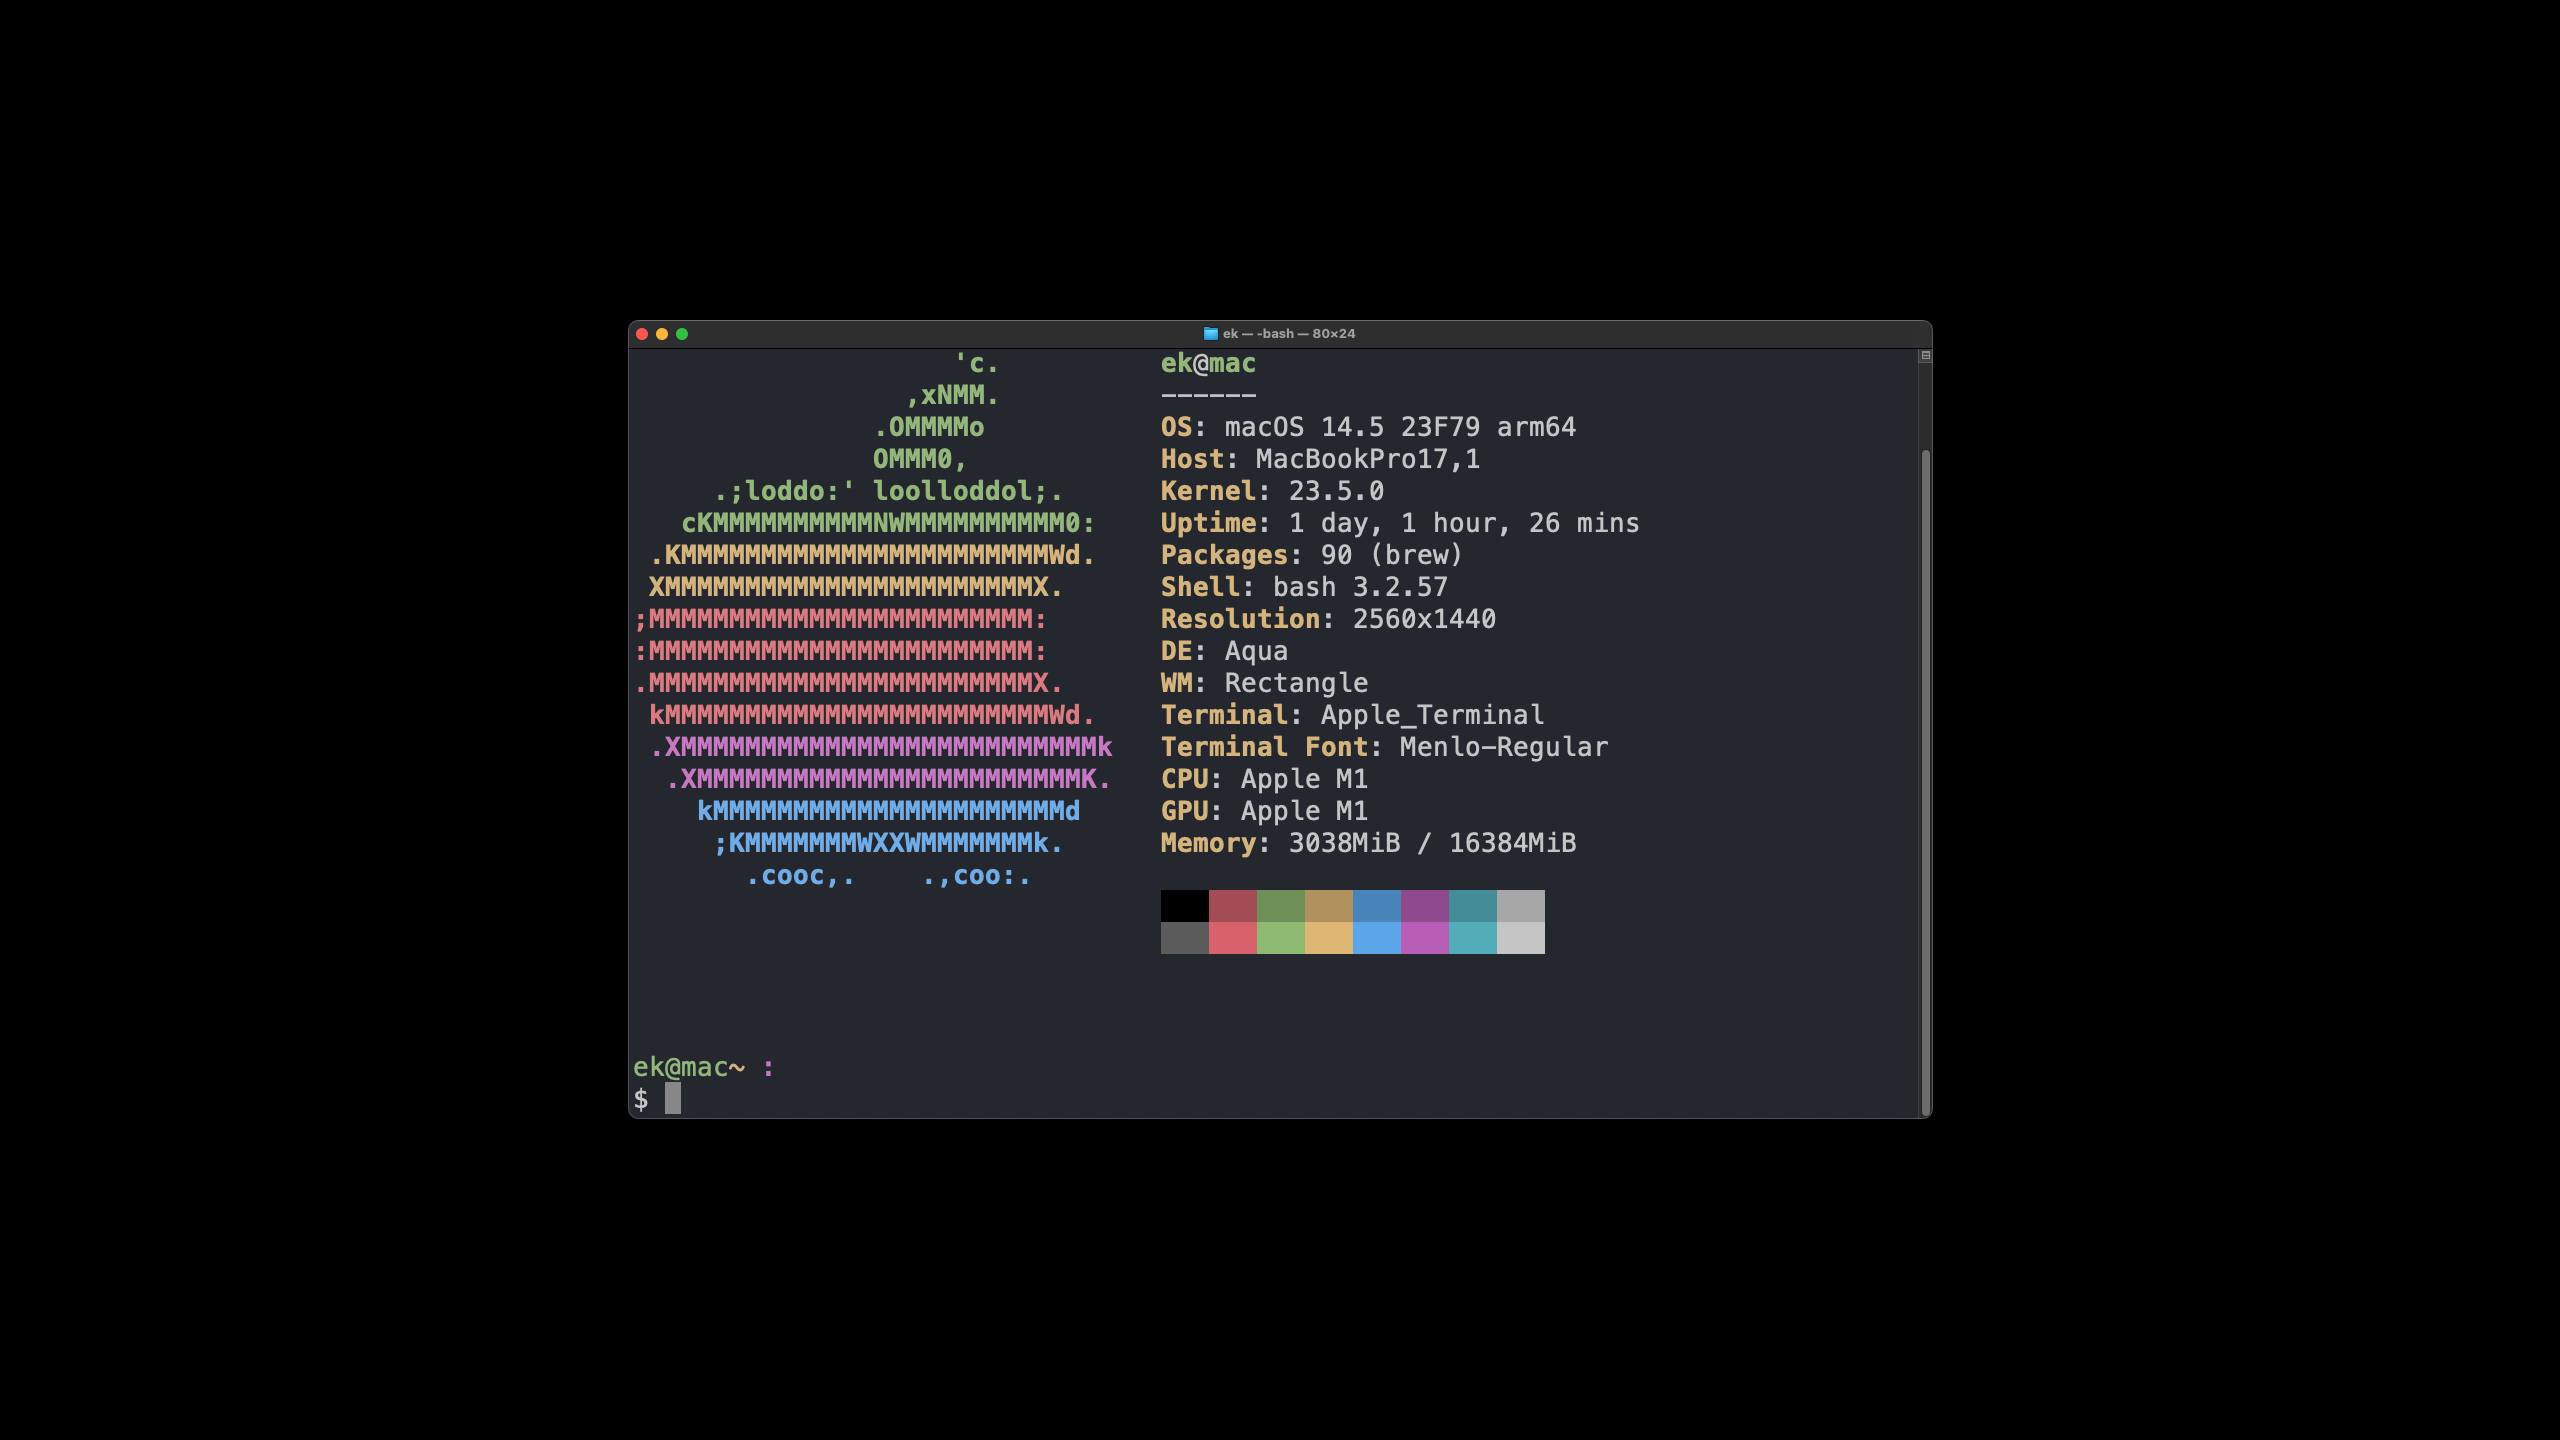 ek — -bash — 80×24
'c.
,xNMM.
.OMMMMo
OMMM0,
.;loddo:' loolloddol;.
cKMMMMMMMMMMNWMMMMMMMMMM0:
.KMMMMMMMMMMMMMMMMMMMMMMMWd.
XMMMMMMMMMMMMMMMMMMMMMMMX.
;MMMMMMMMMMMMMMMMMMMMMMMM:
:MMMMMMMMMMMMMMMMMMMMMMMM:
.MMMMMMMMMMMMMMMMMMMMMMMMX.
kMMMMMMMMMMMMMMMMMMMMMMMMWd.
.XMMMMMMMMMMMMMMMMMMMMMMMMMMk
.XMMMMMMMMMMMMMMMMMMMMMMMMK.
kMMMMMMMMMMMMMMMMMMMMMMd
;KMMMMMMMWXXWMMMMMMMk.
.cooc,. .,coo:.
ek@mac
------
OS: macOS 14.5 23F79 arm64
Host: MacBookPro17,1
Kernel: 23.5.0
Uptime: 1 day, 1 hour, 26 mins
Packages: 90 (brew)
Shell: bash 3.2.57
Resolution: 2560x1440
DE: Aqua
WM: Rectangle
Terminal: Apple_Terminal
Terminal Font: Menlo-Regular
CPU: Apple M1
GPU: Apple M1
Memory: 3038MiB / 16384MiB
ek@mac~ :
$